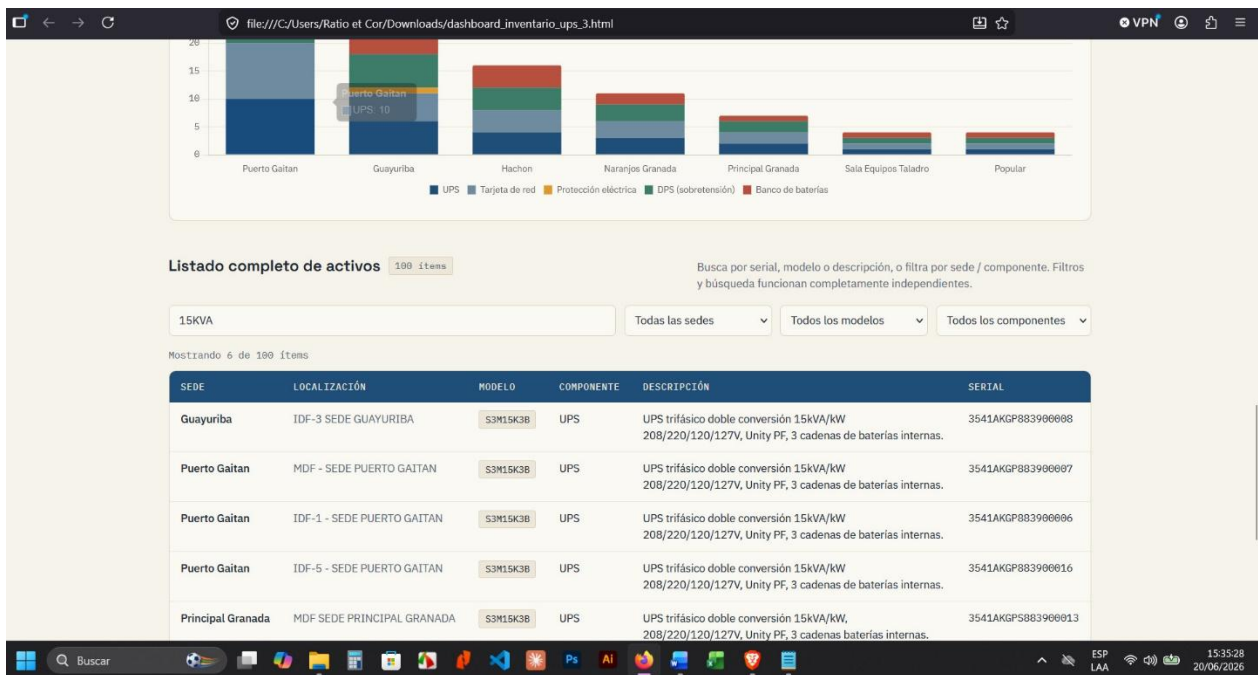 file:///C:/Users/Ratio et Cor/Downloads/dashboard_inventario_ups_3.html
VPN
20
15
10
5
0
Puerto Gaitan
UPS: 10
Puerto Gaitan
Guayuriba
Hachon
Naranjos Granada
Principal Granada
Sala Equipos Taladro
Popular
UPS
Tarjeta de red
Protección eléctrica
DPS (sobretensión)
Banco de baterías
Listado completo de activos
100 ítems
Busca por serial, modelo o descripción, o filtra por sede / componente. Filtros
y búsqueda funcionan completamente independientes.
15KVA
Todas las sedes
Todos los modelos
Todos los componentes
Mostrando 6 de 100 ítems
SEDE LOCALIZACIÓN MODELO COMPONENTE DESCRIPCIÓN SERIAL
Guayuriba IDF-3 SEDE GUAYURIBA S3M15K3B UPS UPS trifásico doble conversión 15kVA/kW 3541AKGP883900008
208/220/120/127V, Unity PF, 3 cadenas de baterías internas.
Puerto Gaitan MDF - SEDE PUERTO GAITAN S3M15K3B UPS UPS trifásico doble conversión 15kVA/kW 3541AKGP883900007
208/220/120/127V, Unity PF, 3 cadenas de baterías internas.
Puerto Gaitan IDF-1 - SEDE PUERTO GAITAN S3M15K3B UPS UPS trifásico doble conversión 15kVA/kW 3541AKGP883900006
208/220/120/127V, Unity PF, 3 cadenas de baterías internas.
Puerto Gaitan IDF-5 - SEDE PUERTO GAITAN S3M15K3B UPS UPS trifásico doble conversión 15kVA/kW 3541AKGP883900016
208/220/120/127V, Unity PF, 3 cadenas de baterías internas.
Principal Granada MDF SEDE PRINCIPAL GRANADA S3M15K3B UPS UPS trifásico doble conversión 15kVA/kW, 3541AKGPS883900013
208/220/120/127V, Unity PF, 3 cadenas baterías internas.
Buscar
Ps
Ai
ESP
LAA
15:35:28
20/06/2026